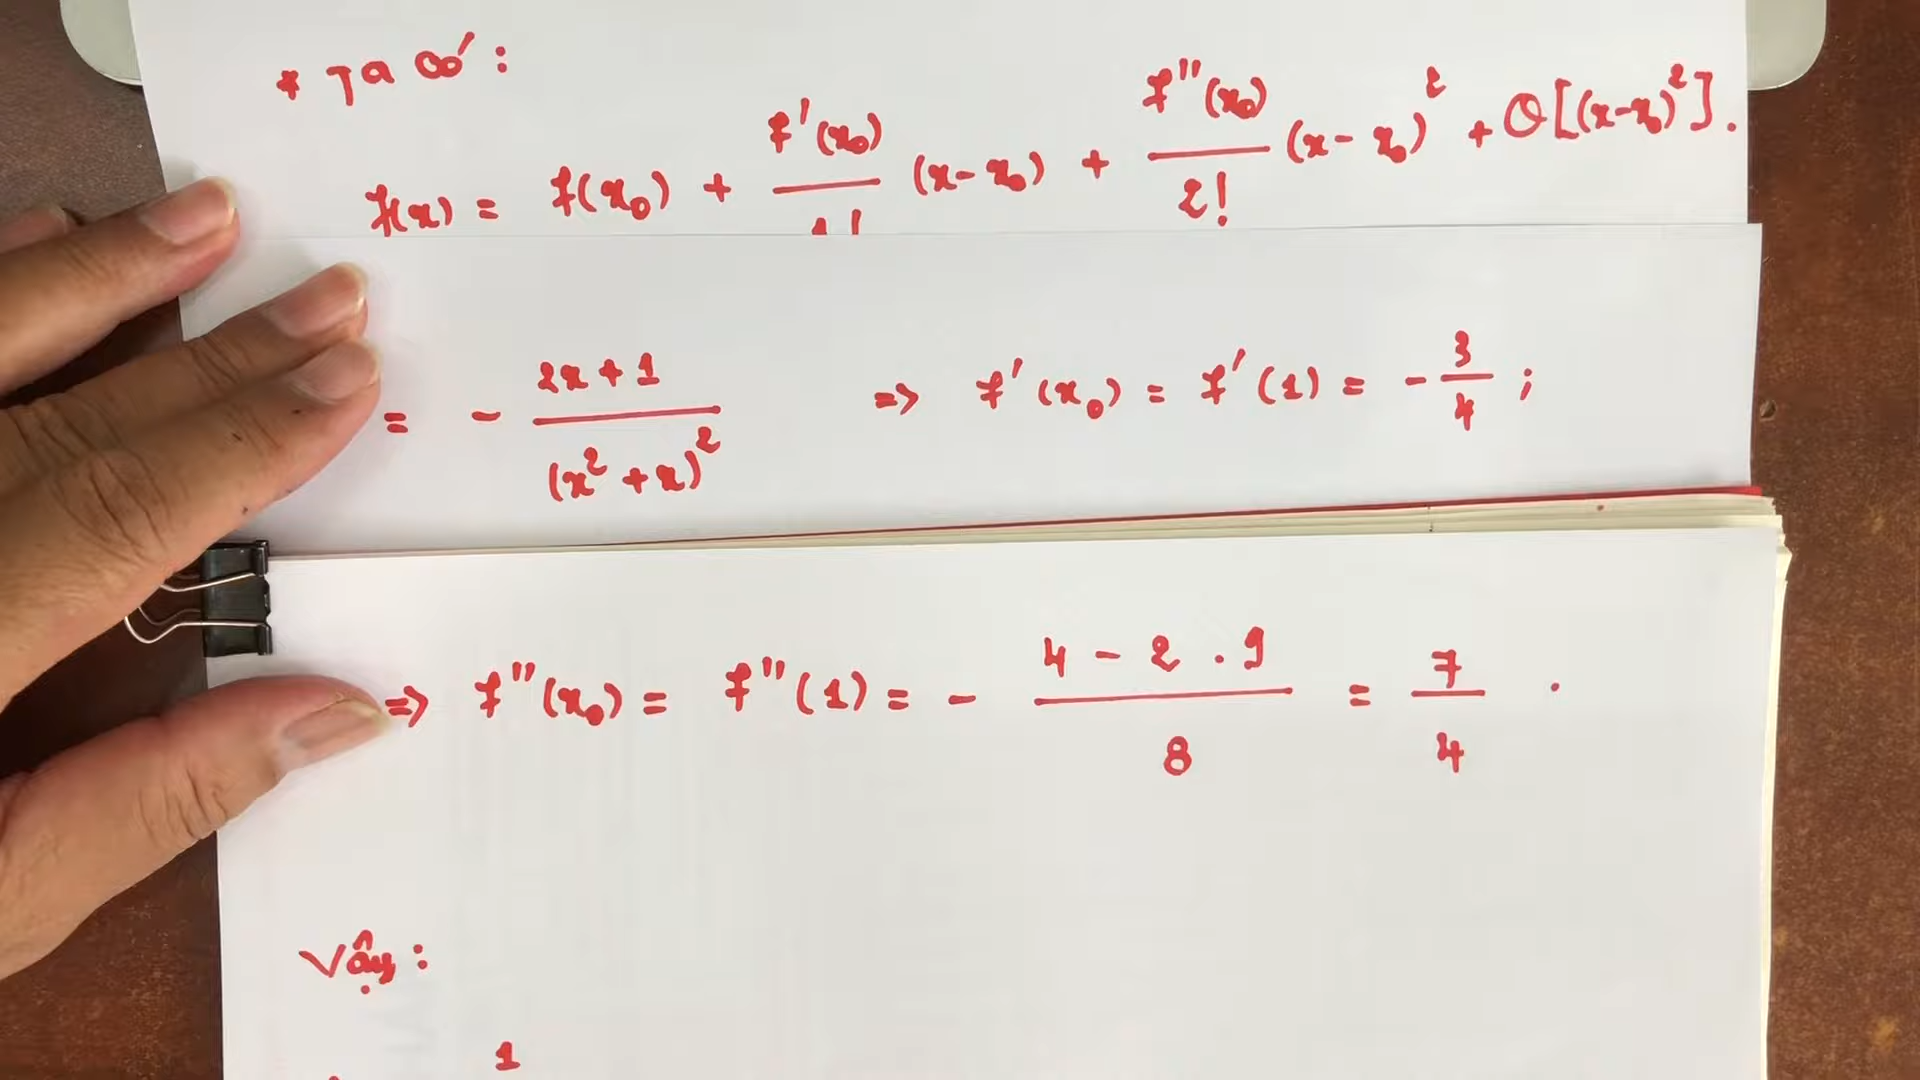 * Ta có:
f(x) = f(x₀) + f'(x₀)/1! (x-x₀) + f''(x₀)/2! (x-x₀)² + O[(x-x₀)²].
= - (2x+1)/(x²+x)² => f'(x₀) = f'(1) = -3/4 ;
=> f''(x₀) = f''(1) = - (4 - 2 . 9)/8 = 7/4 .
Vậy:
1